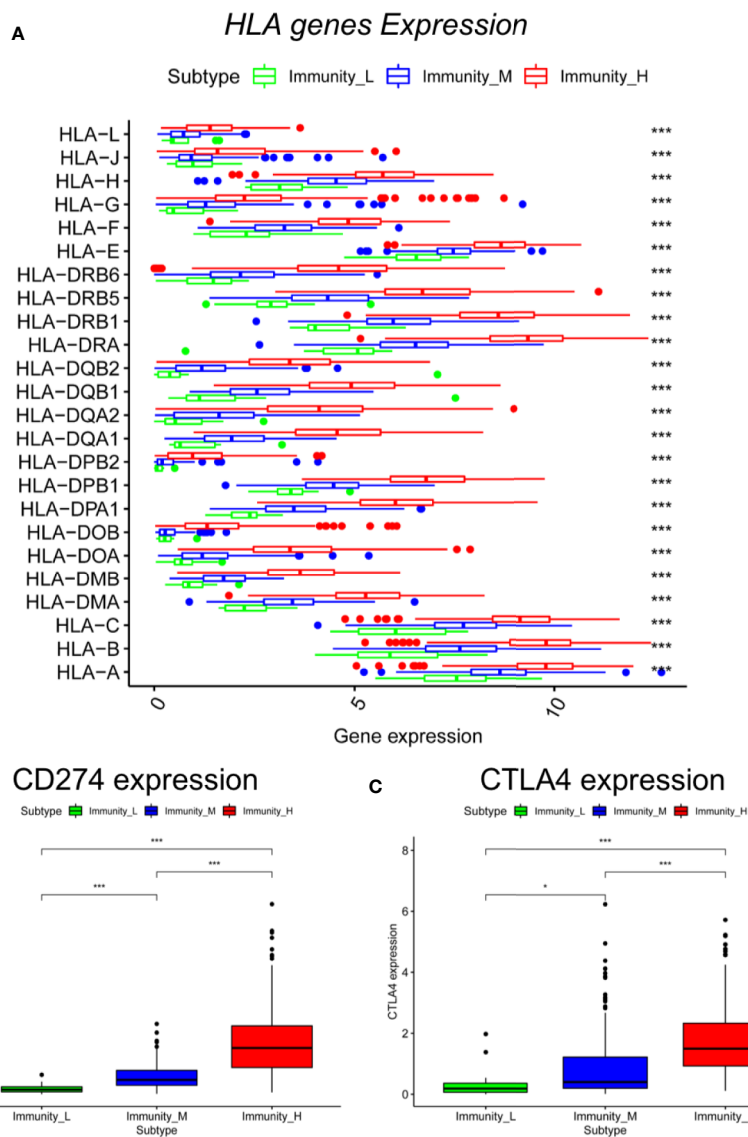 A
HLA genes Expression
Subtype Immunity_L Immunity_M Immunity_H
HLA−L ***
HLA−J ***
HLA−H ***
HLA−G ***
HLA−F ***
HLA−E ***
HLA−DRB6 ***
HLA−DRB5 ***
HLA−DRB1 ***
HLA−DRA ***
HLA−DQB2 ***
HLA−DQB1 ***
HLA−DQA2 ***
HLA−DQA1 ***
HLA−DPB2 ***
HLA−DPB1 ***
HLA−DPA1 ***
HLA−DOB ***
HLA−DOA ***
HLA−DMB ***
HLA−DMA ***
HLA−C ***
HLA−B ***
HLA−A ***
0 5 10
Gene expression
CD274 expression
Subtype Immunity_L Immunity_M Immunity_H
***
***
***
Immunity_L Immunity_M Immunity_H
Subtype
C
CTLA4 expression
Subtype Immunity_L Immunity_M Immunity_H
8
***
***
*
6
4
2
0
CTLA4 expression
Immunity_L Immunity_M Immunity_
Subtype